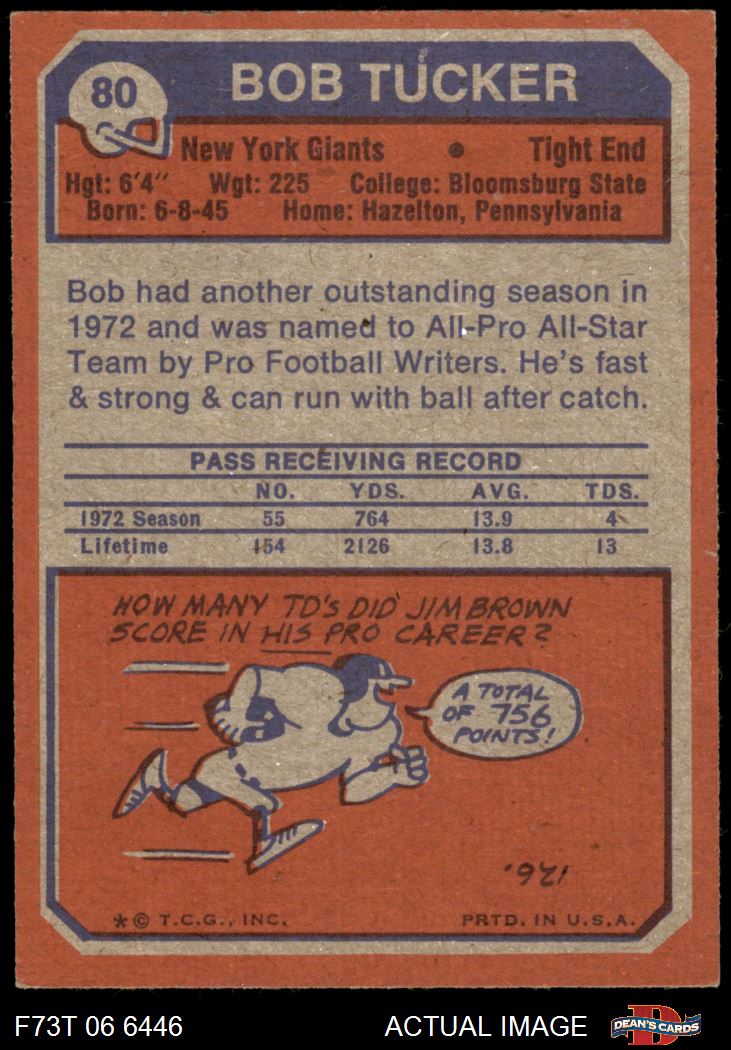 80
BOB TUCKER
New York Giants • Tight End
Hgt: 6'4" Wgt: 225 College: Bloomsburg State
Born: 6-8-45 Home: Hazelton, Pennsylvania
Bob had another outstanding season in
1972 and was named to All-Pro All-Star
Team by Pro Football Writers. He's fast
& strong & can run with ball after catch.
PASS RECEIVING RECORD
NO. YDS. AVG. TDS.
1972 Season 55 764 13.9 4
Lifetime 154 2126 13.8 13
HOW MANY TD'S DID JIM BROWN
SCORE IN HIS PRO CAREER?
A TOTAL
OF 756
POINTS!
126.
* © T.C.G., INC. PRTD. IN U.S.A.
F73T 06 6446 ACTUAL IMAGE
D
DEAN'S CARDS